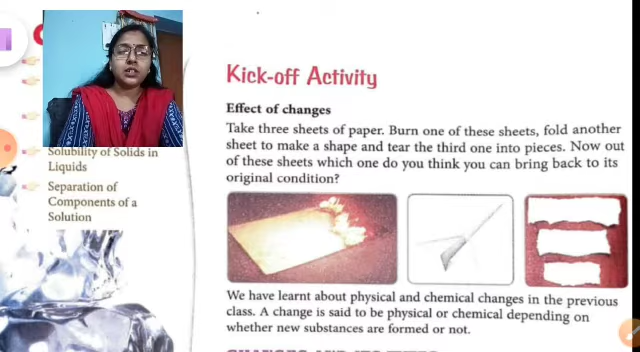 Solubility of Solids in
Liquids
Separation of
Components of a
Solution
Kick-off Activity
Effect of changes
Take three sheets of paper. Burn one of these sheets, fold another
sheet to make a shape and tear the third one into pieces. Now out
of these sheets which one do you think you can bring back to its
original condition?
We have learnt about physical and chemical changes in the previous
class. A change is said to be physical or chemical depending on
whether new substances are formed or not.